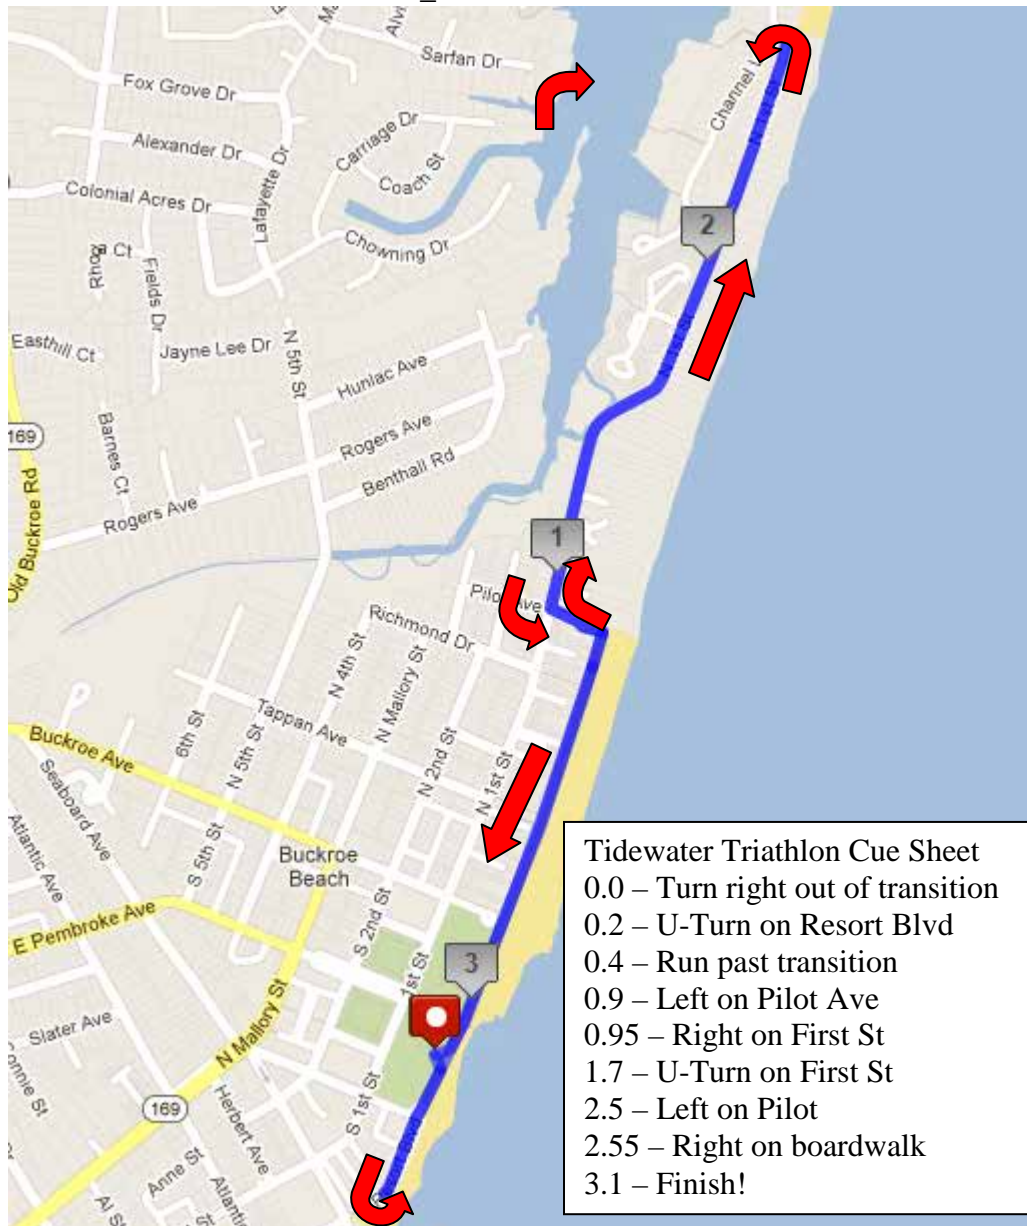 Sarfan Dr
Fox Grove Dr
Alexander Dr
Carriage Dr
Coach St
Channel
Colonial Acres Dr
Lafayette Dr
Chowning Dr
N 1st St
2
Fields Dr
Easthill Ct
Jayne Lee Dr
N 5th St
Hunlac Ave
N 1st St
169
Barnes Ct
Rogers Ave
Benthall Rd
Rogers Ave
Old Buckroe Rd
1
Pilot Ave
Richmond Dr
N 4th St
N Mallory St
Tappan Ave
6th St
N 2nd St
N 1st St
Buckroe Ave
N 5th St
Seaboard Ave
Atlantic Ave
S 5th St
Buckroe
Beach
E Pembroke Ave
S 2nd St
1st St
3
Slater Ave
N Mallory St
S 1st St
169
Herbert Ave
Anne St
Tidewater Triathlon Cue Sheet
0.0 – Turn right out of transition
0.2 – U-Turn on Resort Blvd
0.4 – Run past transition
0.9 – Left on Pilot Ave
0.95 – Right on First St
1.7 – U-Turn on First St
2.5 – Left on Pilot
2.55 – Right on boardwalk
3.1 – Finish!